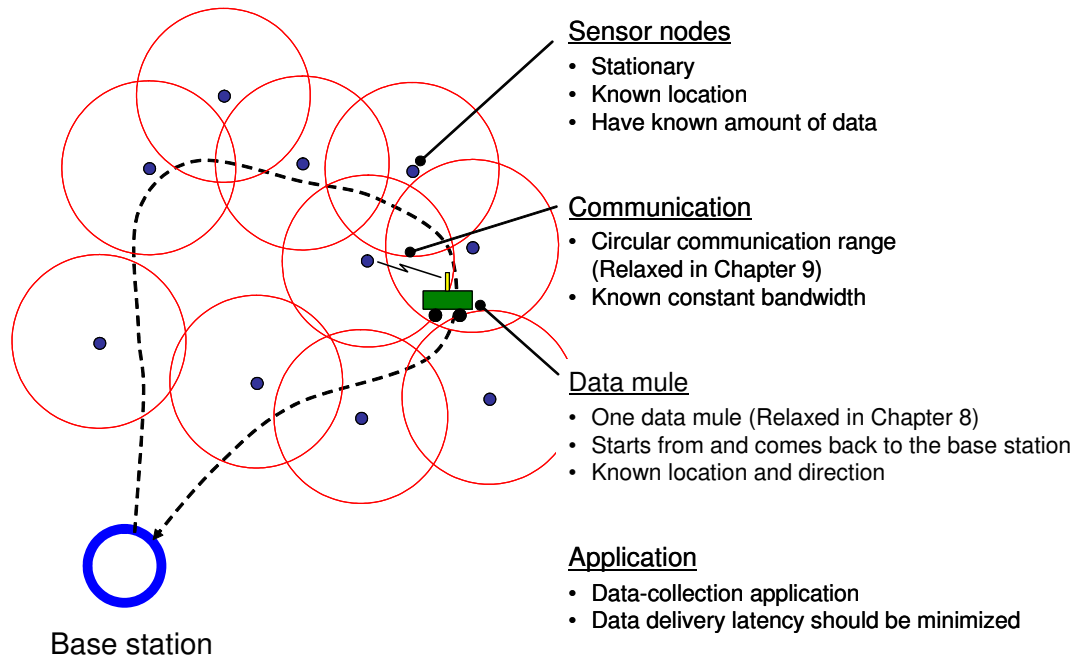 Sensor nodes
• Stationary
• Known location
• Have known amount of data
Communication
• Circular communication range
(Relaxed in Chapter 9)
• Known constant bandwidth
Data mule
• One data mule (Relaxed in Chapter 8)
• Starts from and comes back to the base station
• Known location and direction
Application
• Data-collection application
• Data delivery latency should be minimized
Base station